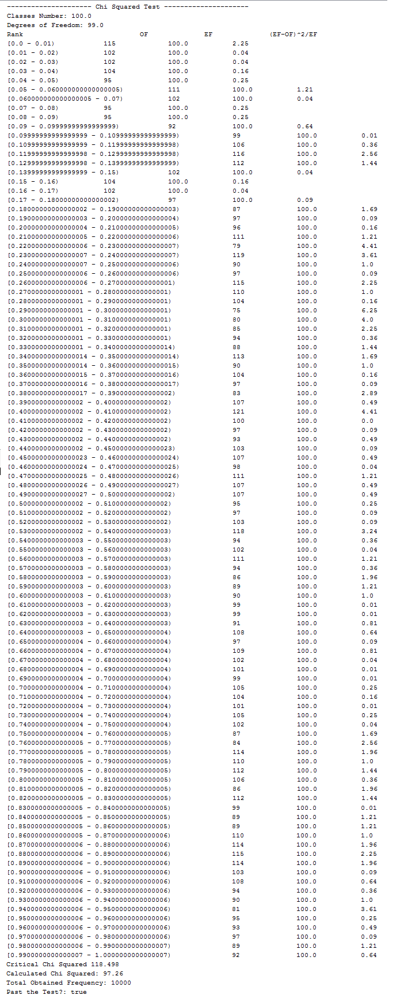 --------------------- Chi Squared Test ---------------------
Classes Number: 100.0
Degrees of Freedom: 99.0
Rank OF EF (EF-OF)^2/EF
[0.0 - 0.01) 115 100.0 2.25
[0.01 - 0.02) 102 100.0 0.04
[0.02 - 0.03) 102 100.0 0.04
[0.03 - 0.04) 104 100.0 0.16
[0.04 - 0.05) 95 100.0 0.25
[0.05 - 0.060000000000000005) 111 100.0 1.21
[0.060000000000000005 - 0.07) 102 100.0 0.04
[0.07 - 0.08) 95 100.0 0.25
[0.08 - 0.09) 95 100.0 0.25
[0.09 - 0.09999999999999999) 92 100.0 0.64
[0.09999999999999999 - 0.10999999999999999) 99 100.0 0.01
[0.10999999999999999 - 0.11999999999999998) 106 100.0 0.36
[0.11999999999999998 - 0.12999999999999998) 116 100.0 2.56
[0.12999999999999998 - 0.13999999999999999) 112 100.0 1.44
[0.13999999999999999 - 0.15) 102 100.0 0.04
[0.15 - 0.16) 104 100.0 0.16
[0.16 - 0.17) 102 100.0 0.04
[0.17 - 0.18000000000000002) 97 100.0 0.09
[0.18000000000000002 - 0.19000000000000003) 87 100.0 1.69
[0.19000000000000003 - 0.20000000000000004) 97 100.0 0.09
[0.20000000000000004 - 0.21000000000000005) 96 100.0 0.16
[0.21000000000000005 - 0.22000000000000006) 111 100.0 1.21
[0.22000000000000006 - 0.23000000000000007) 79 100.0 4.41
[0.23000000000000007 - 0.24000000000000007) 119 100.0 3.61
[0.24000000000000007 - 0.25000000000000006) 90 100.0 1.0
[0.25000000000000006 - 0.26000000000000006) 97 100.0 0.09
[0.26000000000000006 - 0.2700000000000001) 115 100.0 2.25
[0.2700000000000001 - 0.2800000000000001) 110 100.0 1.0
[0.2800000000000001 - 0.2900000000000001) 104 100.0 0.16
[0.2900000000000001 - 0.3000000000000001) 75 100.0 6.25
[0.3000000000000001 - 0.3100000000000001) 80 100.0 4.0
[0.3100000000000001 - 0.3200000000000001) 85 100.0 2.25
[0.3200000000000001 - 0.3300000000000001) 94 100.0 0.36
[0.3300000000000001 - 0.34000000000000014) 88 100.0 1.44
[0.34000000000000014 - 0.35000000000000014) 113 100.0 1.69
[0.35000000000000014 - 0.36000000000000015) 90 100.0 1.0
[0.36000000000000015 - 0.37000000000000016) 104 100.0 0.16
[0.37000000000000016 - 0.38000000000000017) 97 100.0 0.09
[0.38000000000000017 - 0.3900000000000002) 83 100.0 2.89
[0.3900000000000002 - 0.4000000000000002) 107 100.0 0.49
[0.4000000000000002 - 0.4100000000000002) 121 100.0 4.41
[0.4100000000000002 - 0.4200000000000002) 100 100.0 0.0
[0.4200000000000002 - 0.4300000000000002) 97 100.0 0.09
[0.4300000000000002 - 0.4400000000000002) 93 100.0 0.49
[0.4400000000000002 - 0.45000000000000023) 103 100.0 0.09
[0.45000000000000023 - 0.46000000000000024) 107 100.0 0.49
[0.46000000000000024 - 0.47000000000000025) 98 100.0 0.04
[0.47000000000000025 - 0.48000000000000026) 111 100.0 1.21
[0.48000000000000026 - 0.49000000000000027) 107 100.0 0.49
[0.49000000000000027 - 0.5000000000000002) 107 100.0 0.49
[0.5000000000000002 - 0.5100000000000002) 95 100.0 0.25
[0.5100000000000002 - 0.5200000000000002) 97 100.0 0.09
[0.5200000000000002 - 0.5300000000000002) 103 100.0 0.09
[0.5300000000000002 - 0.5400000000000003) 118 100.0 3.24
[0.5400000000000003 - 0.5500000000000003) 94 100.0 0.36
[0.5500000000000003 - 0.5600000000000003) 102 100.0 0.04
[0.5600000000000003 - 0.5700000000000003) 111 100.0 1.21
[0.5700000000000003 - 0.5800000000000003) 94 100.0 0.36
[0.5800000000000003 - 0.5900000000000003) 86 100.0 1.96
[0.5900000000000003 - 0.6000000000000003) 89 100.0 1.21
[0.6000000000000003 - 0.6100000000000003) 90 100.0 1.0
[0.6100000000000003 - 0.6200000000000003) 99 100.0 0.01
[0.6200000000000003 - 0.6300000000000003) 99 100.0 0.01
[0.6300000000000003 - 0.6400000000000003) 91 100.0 0.81
[0.6400000000000003 - 0.6500000000000004) 108 100.0 0.64
[0.6500000000000004 - 0.6600000000000004) 97 100.0 0.09
[0.6600000000000004 - 0.6700000000000004) 109 100.0 0.81
[0.6700000000000004 - 0.6800000000000004) 102 100.0 0.04
[0.6800000000000004 - 0.6900000000000004) 101 100.0 0.01
[0.6900000000000004 - 0.7000000000000004) 99 100.0 0.01
[0.7000000000000004 - 0.7100000000000004) 105 100.0 0.25
[0.7100000000000004 - 0.7200000000000004) 104 100.0 0.16
[0.7200000000000004 - 0.7300000000000004) 101 100.0 0.01
[0.7300000000000004 - 0.7400000000000004) 105 100.0 0.25
[0.7400000000000004 - 0.7500000000000004) 102 100.0 0.04
[0.7500000000000004 - 0.7600000000000005) 87 100.0 1.69
[0.7600000000000005 - 0.7700000000000005) 84 100.0 2.56
[0.7700000000000005 - 0.7800000000000005) 114 100.0 1.96
[0.7800000000000005 - 0.7900000000000005) 110 100.0 1.0
[0.7900000000000005 - 0.8000000000000005) 112 100.0 1.44
[0.8000000000000005 - 0.8100000000000005) 106 100.0 0.36
[0.8100000000000005 - 0.8200000000000005) 86 100.0 1.96
[0.8200000000000005 - 0.8300000000000005) 112 100.0 1.44
[0.8300000000000005 - 0.8400000000000005) 99 100.0 0.01
[0.8400000000000005 - 0.8500000000000005) 89 100.0 1.21
[0.8500000000000005 - 0.8600000000000005) 89 100.0 1.21
[0.8600000000000005 - 0.8700000000000006) 110 100.0 1.0
[0.8700000000000006 - 0.8800000000000006) 114 100.0 1.96
[0.8800000000000006 - 0.8900000000000006) 115 100.0 2.25
[0.8900000000000006 - 0.9000000000000006) 114 100.0 1.96
[0.9000000000000006 - 0.9100000000000006) 103 100.0 0.09
[0.9100000000000006 - 0.9200000000000006) 108 100.0 0.64
[0.9200000000000006 - 0.9300000000000006) 94 100.0 0.36
[0.9300000000000006 - 0.9400000000000006) 90 100.0 1.0
[0.9400000000000006 - 0.9500000000000006) 81 100.0 3.61
[0.9500000000000006 - 0.9600000000000006) 95 100.0 0.25
[0.9600000000000006 - 0.9700000000000006) 93 100.0 0.49
[0.9700000000000006 - 0.9800000000000006) 97 100.0 0.09
[0.9800000000000006 - 0.9900000000000007) 89 100.0 1.21
[0.9900000000000007 - 1.0000000000000007) 92 100.0 0.64
Critical Chi Squared 118.498
Calculated Chi Squared: 97.26
Total Obtained Frequency: 10000
Past the Test?: true